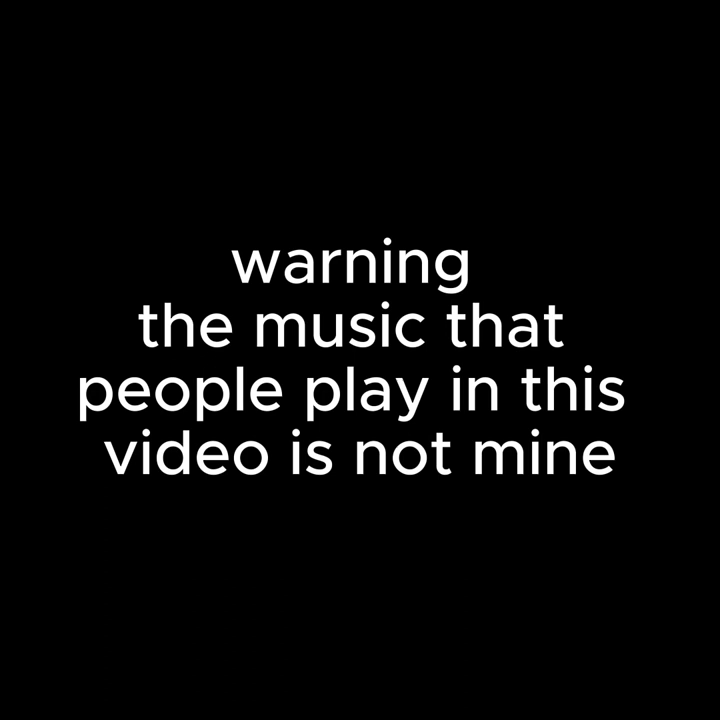 warning
the music that
people play in this
video is not mine